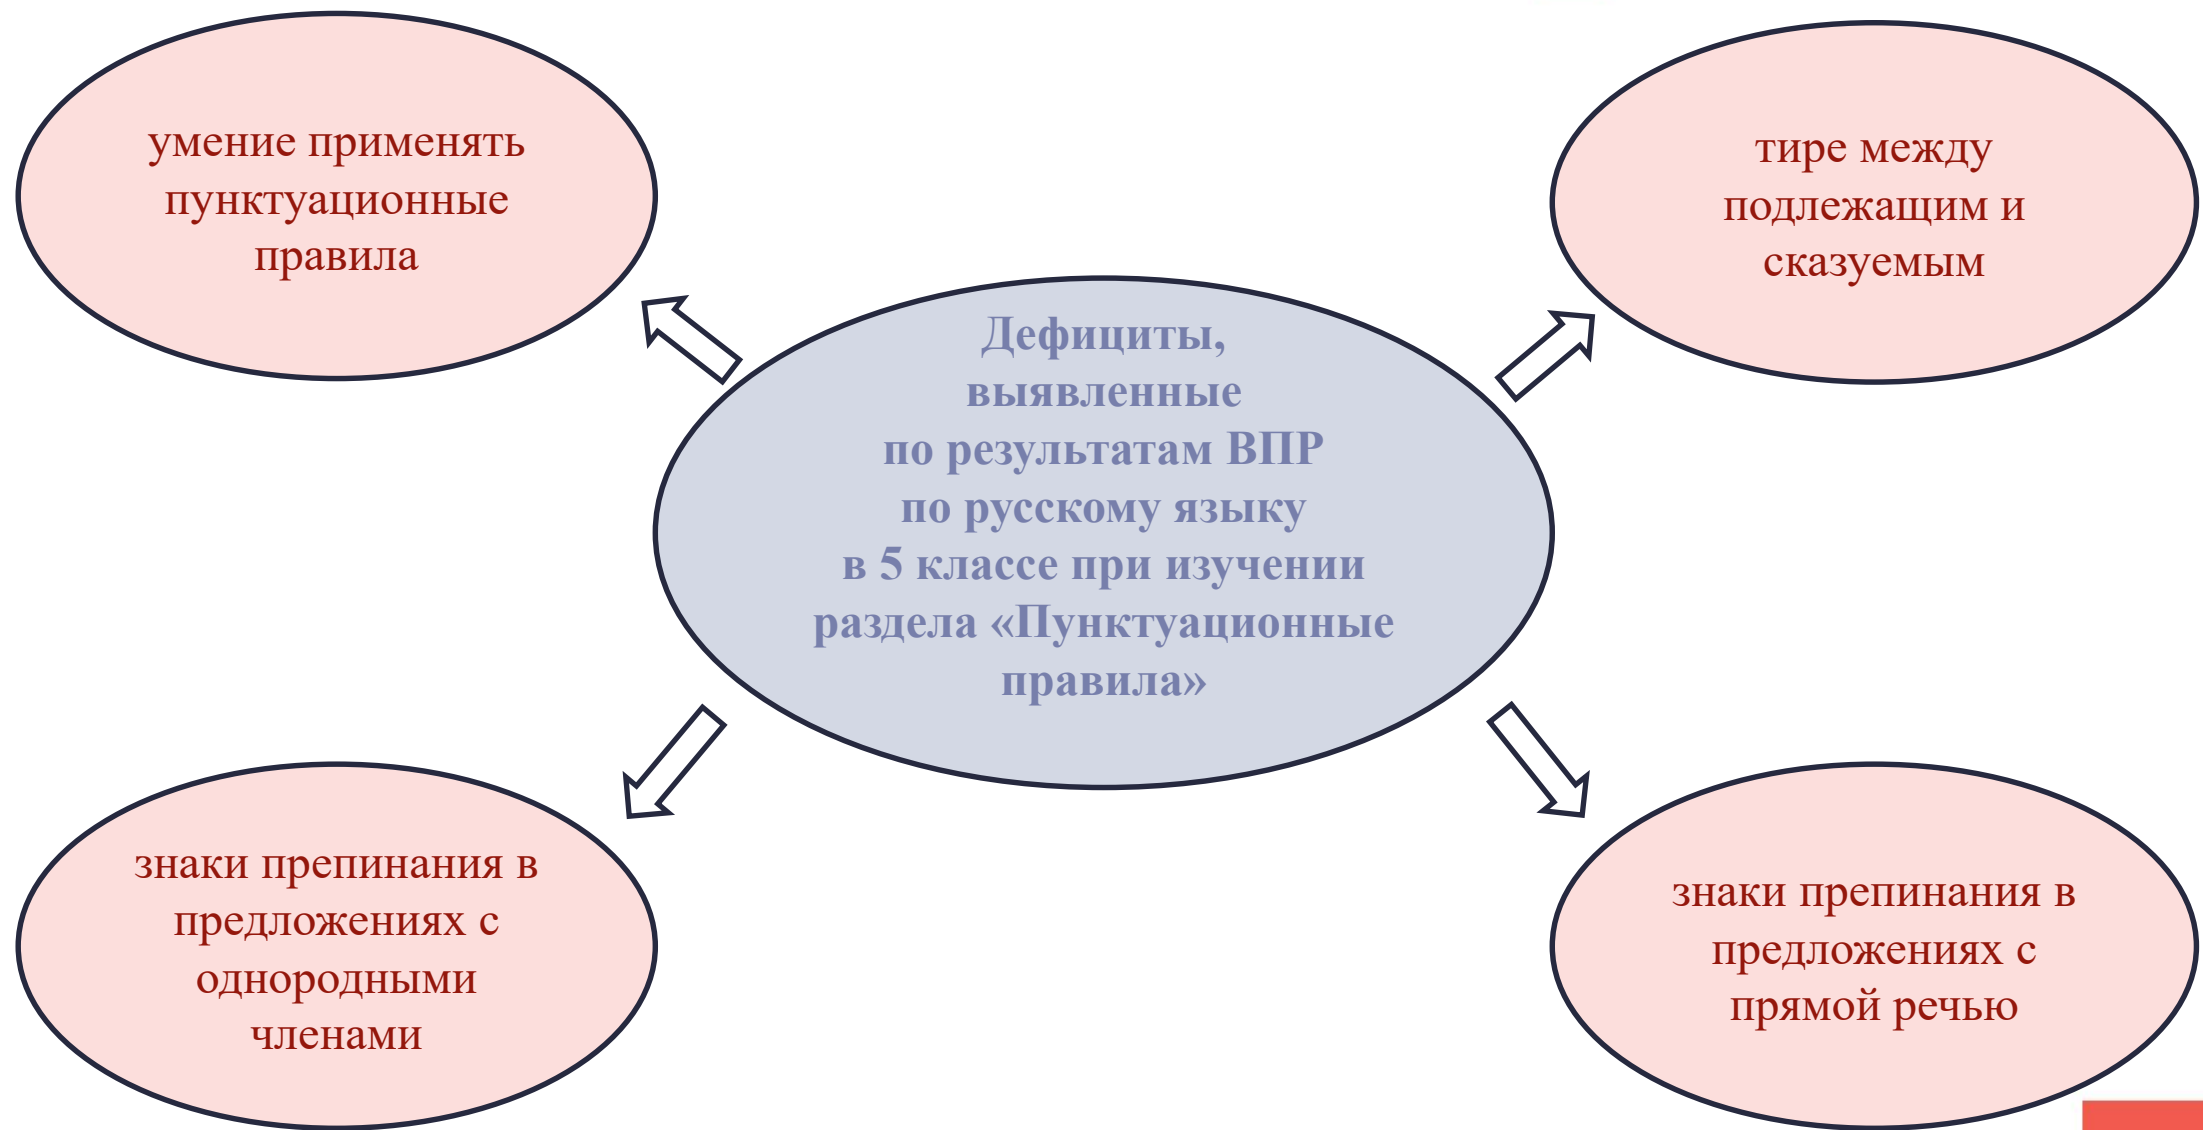 умение применять
пунктуационные
правила
тире между
подлежащим и
сказуемым
Дефициты,
выявленные
по результатам ВПР
по русскому языку
в 5 классе при изучении
раздела «Пунктуационные
правила»
знаки препинания в
предложениях с
однородными
членами
знаки препинания в
предложениях с
прямой речью